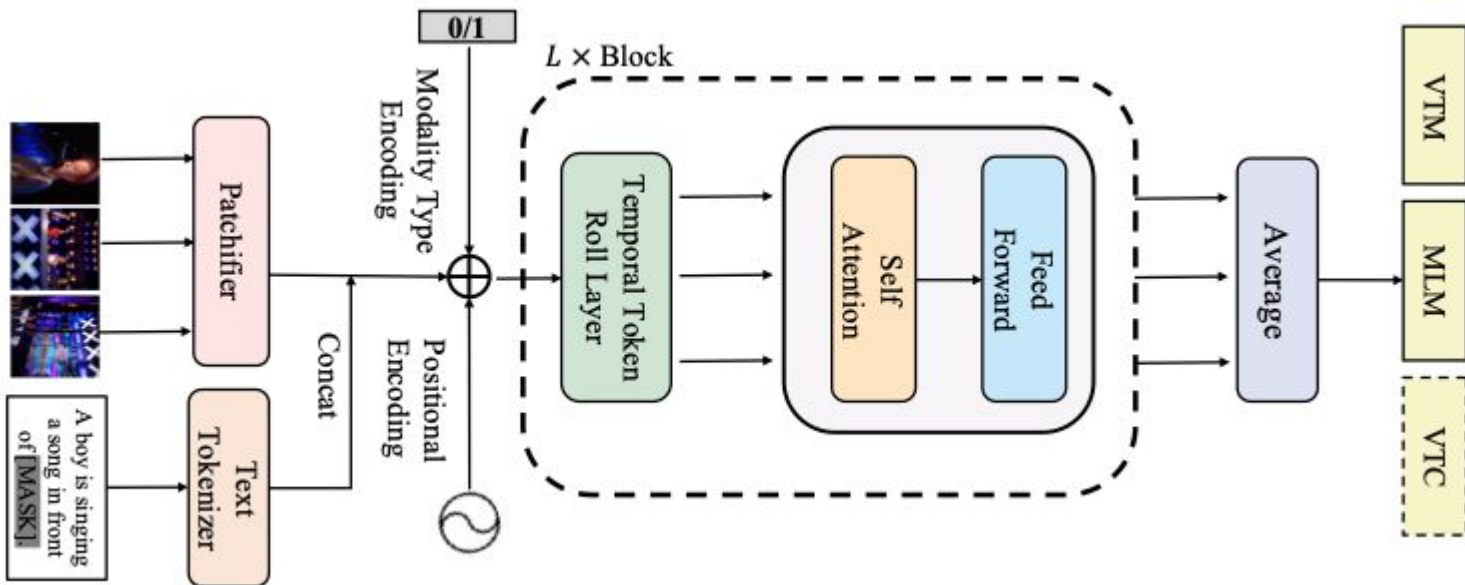 0/1
L × Block
Modality Type
Encoding
Positional
Encoding
Patchifier
Text
Tokenizer
Concat
A boy is singing
a song in front
of [MASK].
Temporal Token
Roll Layer
Self
Attention
Feed
Forward
Average
VTM
MLM
VTC